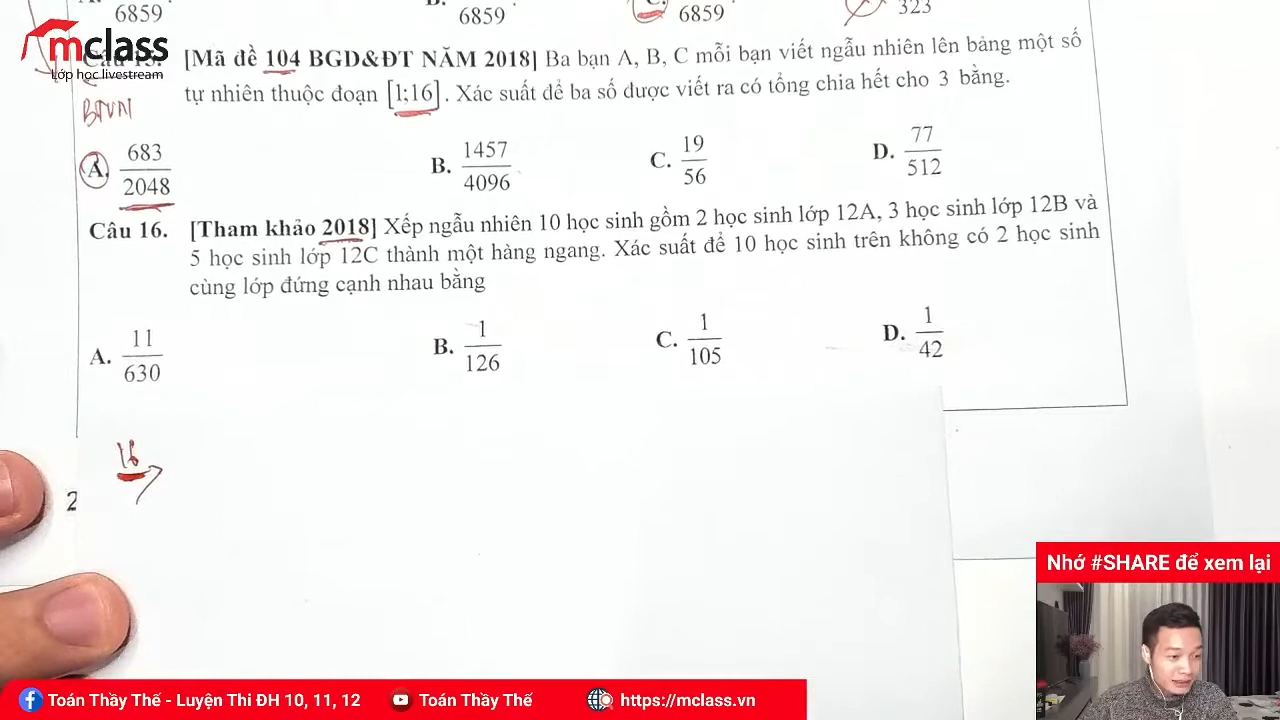 6859
6859
6859
323
mclass
Lớp học livestream
[Mã đề 104 BGD&ĐT NĂM 2018] Ba bạn A, B, C mỗi bạn viết ngẫu nhiên lên bảng một số
tự nhiên thuộc đoạn [1;16]. Xác suất để ba số được viết ra có tổng chia hết cho 3 bằng.
BTVN
A. 683/2048
B. 1457/4096
C. 19/56
D. 77/512
Câu 16. [Tham khảo 2018] Xếp ngẫu nhiên 10 học sinh gồm 2 học sinh lớp 12A, 3 học sinh lớp 12B và
5 học sinh lớp 12C thành một hàng ngang. Xác suất để 10 học sinh trên không có 2 học sinh
cùng lớp đứng cạnh nhau bằng
A. 11/630
B. 1/126
C. 1/105
D. 1/42
16
2
Nhớ #SHARE để xem lại
Toán Thầy Thế - Luyện Thi ĐH 10, 11, 12
Toán Thầy Thế
https://mclass.vn